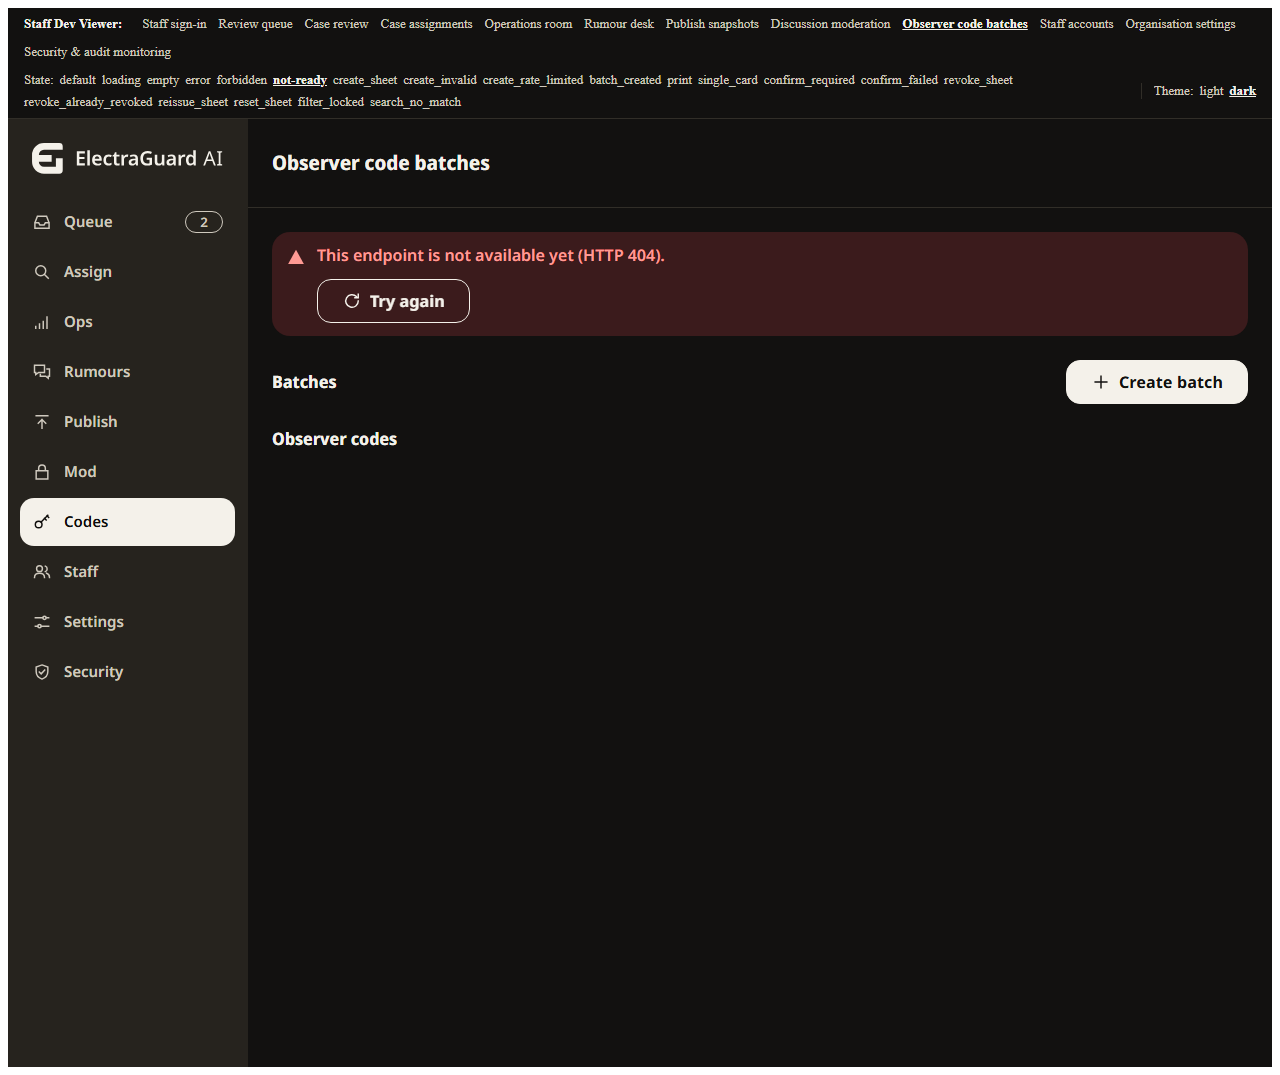 Staff Dev Viewer: Staff sign-in Review queue Case review Case assignments Operations room Rumour desk Publish snapshots Discussion moderation Observer code batches Staff accounts Organisation settings
Security & audit monitoring
State: default loading empty error forbidden not-ready create_sheet create_invalid create_rate_limited batch_created print single_card confirm_required confirm_failed revoke_sheet
revoke_already_revoked reissue_sheet reset_sheet filter_locked search_no_match
Theme: light dark
ElectraGuard AI
Queue 2
Assign
Ops
Rumours
Publish
Mod
Codes
Staff
Settings
Security
Observer code batches
This endpoint is not available yet (HTTP 404).
Try again
Batches
Create batch
Observer codes